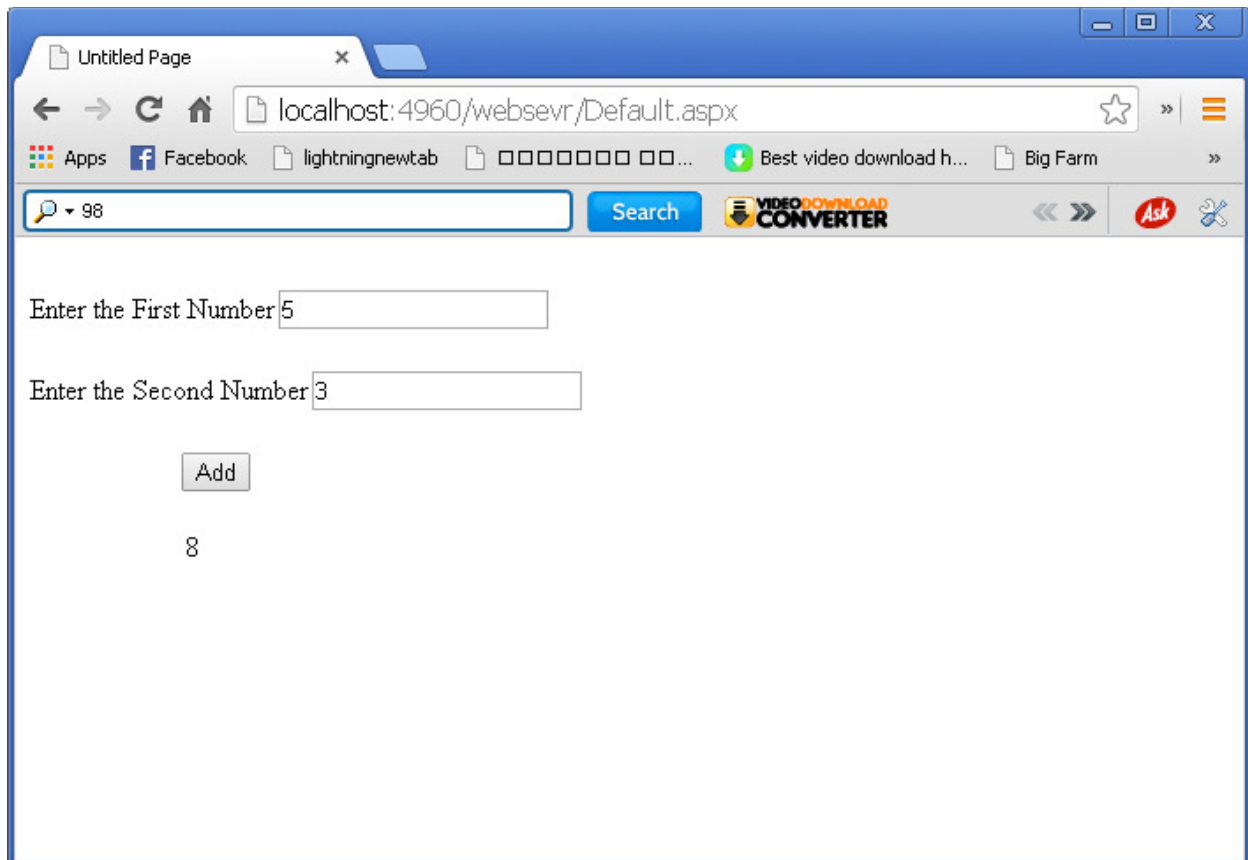 Untitled Page
localhost:4960/websevr/Default.aspx
Apps Facebook lightningnewtab Best video download h... Big Farm
98 Search VIDEO DOWNLOAD CONVERTER Ask
Enter the First Number 5
Enter the Second Number 3
Add
8